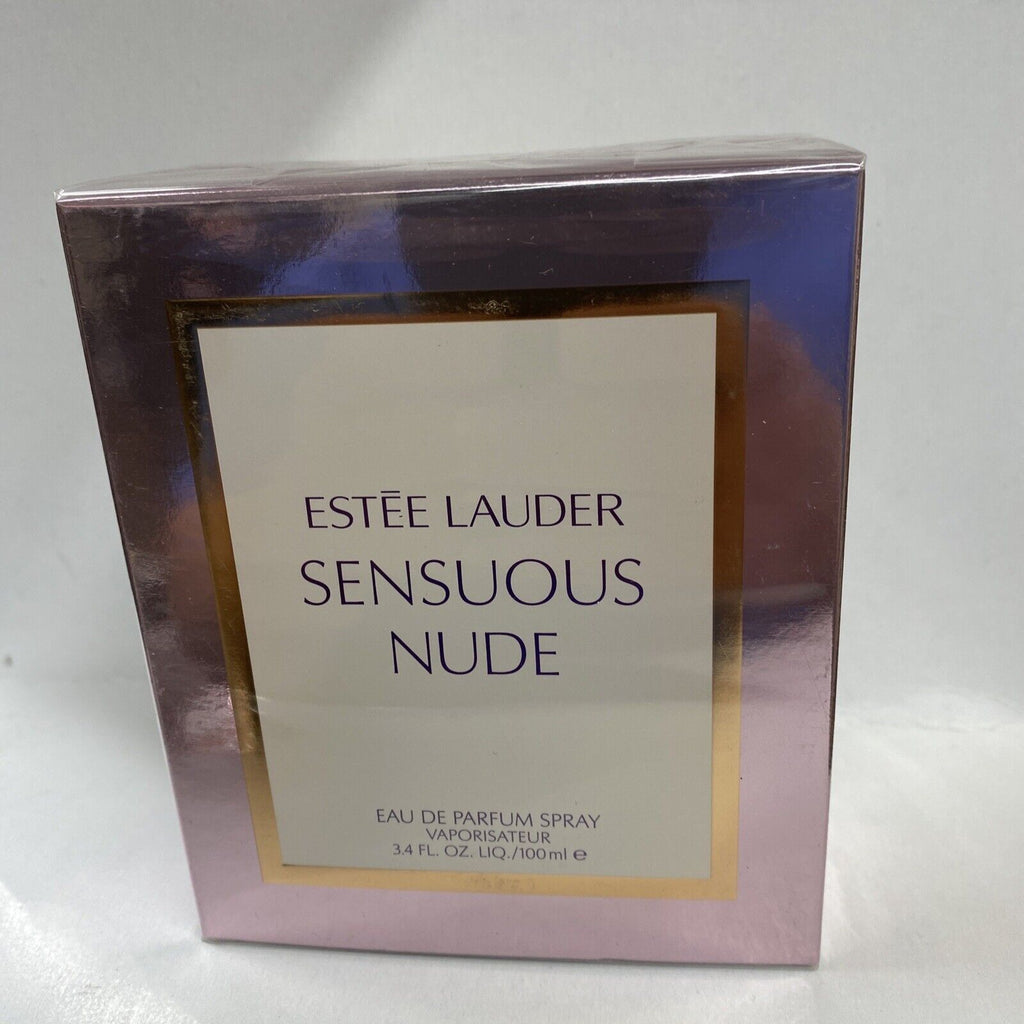 ESTĒE LAUDER
SENSUOUS
NUDE
EAU DE PARFUM SPRAY
VAPORISATEUR
3.4 FL. OZ. LIQ./100ml ℮